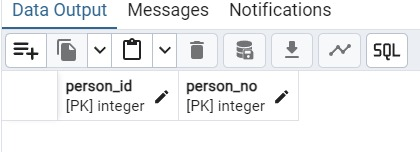 Data Output Messages Notifications
SQL
person_id person_no
[PK] integer [PK] integer